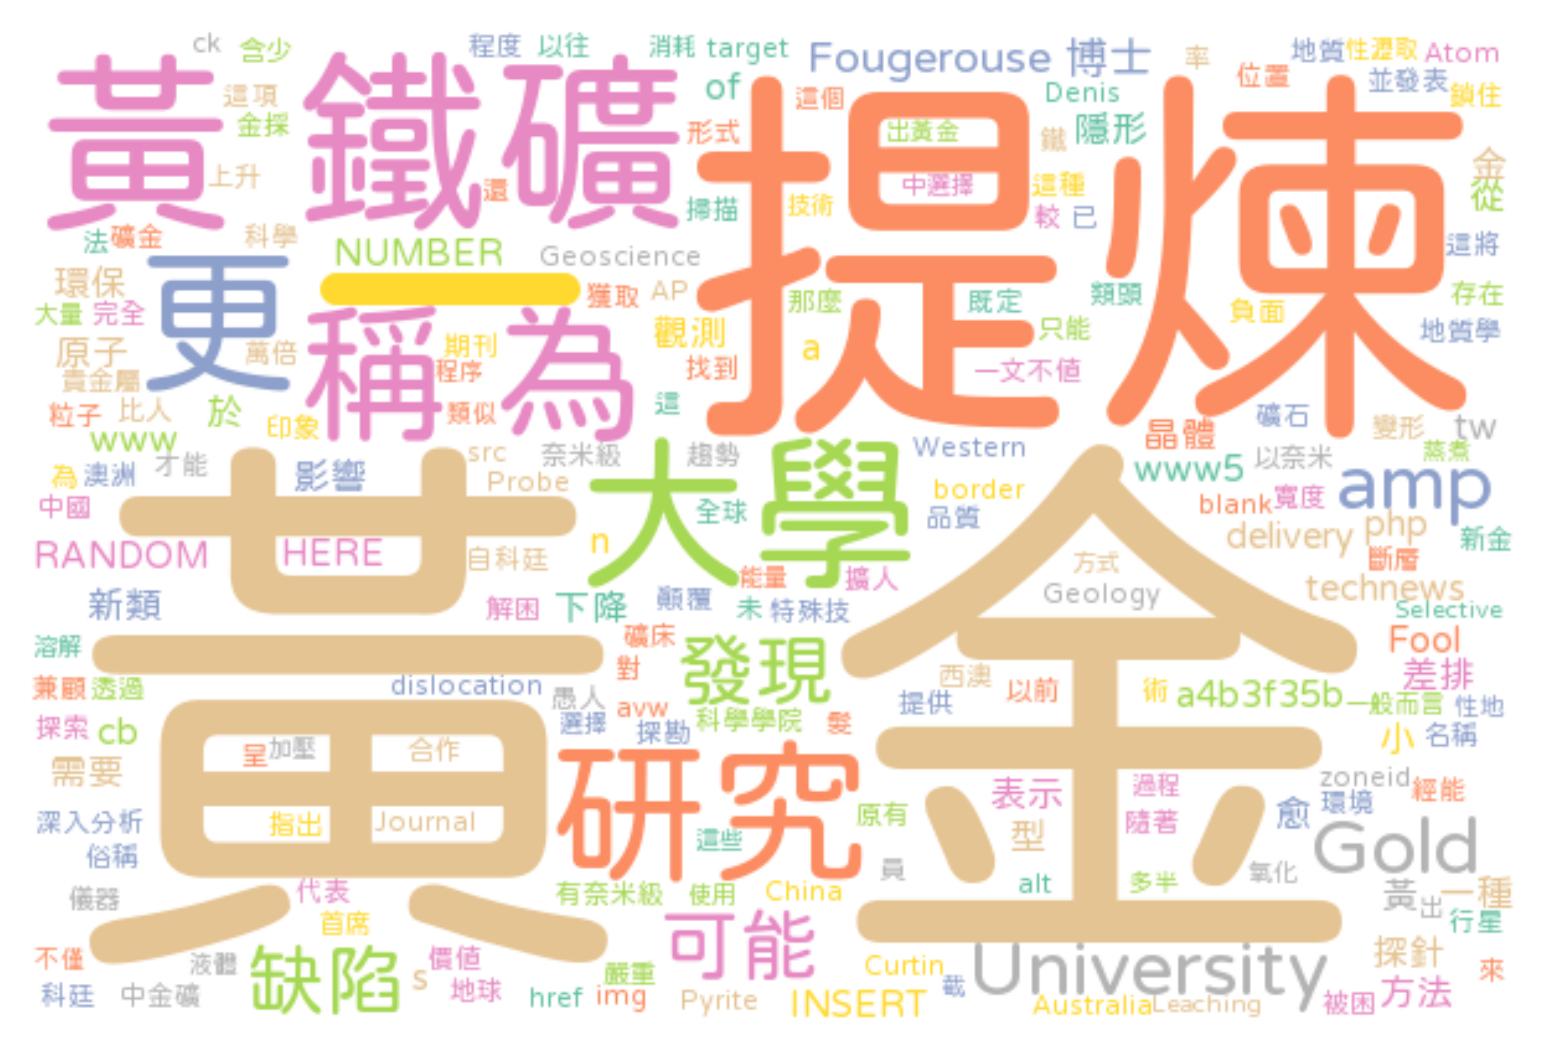 ck 含少 程度 以往 消耗 target Fougerouse 博士 率 地質 性瀝取 Atom
黃鐵礦 提煉
這項 金採 of 這個 Denis 位置 並發表 鎖住
形式 出黃金 鐵 隱形 金
上升 還 掃描 技術 中選擇 這種 較 已 從
法 礦金 科學 NUMBER Geoscience 這將
環保 更 一 獲取 AP 那麼 既定 類頭 負面 存在
大量 完全 稱為 觀測 a 只能 地質學
原子 萬倍 期刊 找到 一文不值
貴金屬 程序
粒子 比人 於 印象 類似 這 礦石 變形 tw
www 晶體 蒸煮
為 澳洲 才能 影響 src 奈米級 趨勢 Western www5 以奈米 amp
Probe 大學 border blank 寬度
中國 全球 品質 delivery php 新金
RANDOM HERE 自科廷 n 方式 斷層
黃金
能量 擴人 Geology technews
新類 解困 下降 顛覆 未 特殊技 Selective
溶解 礦床 發現 Fool
兼顧 透過 dislocation 對 西澳 以前 術 a4b3f35b 差排
愚人 avw 提供 一般而言 性地
探索 cb 選擇 探勘 科學學院 髮 小 名稱
呈 加壓 合作 研究
需要 表示 過程 zoneid 經能
深入分析 指出 Journal 這些 原有 型 隨著 愈 環境
俗稱 Gold
儀器 代表 有奈米級 使用 China 員 alt 多半 氧化 黃 出 一種
首席 可能 行星
不僅 液體 缺陷 s 價值 嚴重 Curtin University 探針 來
科廷 中金礦 地球 href img Pyrite INSERT 截 Australia Leaching 被困 方法